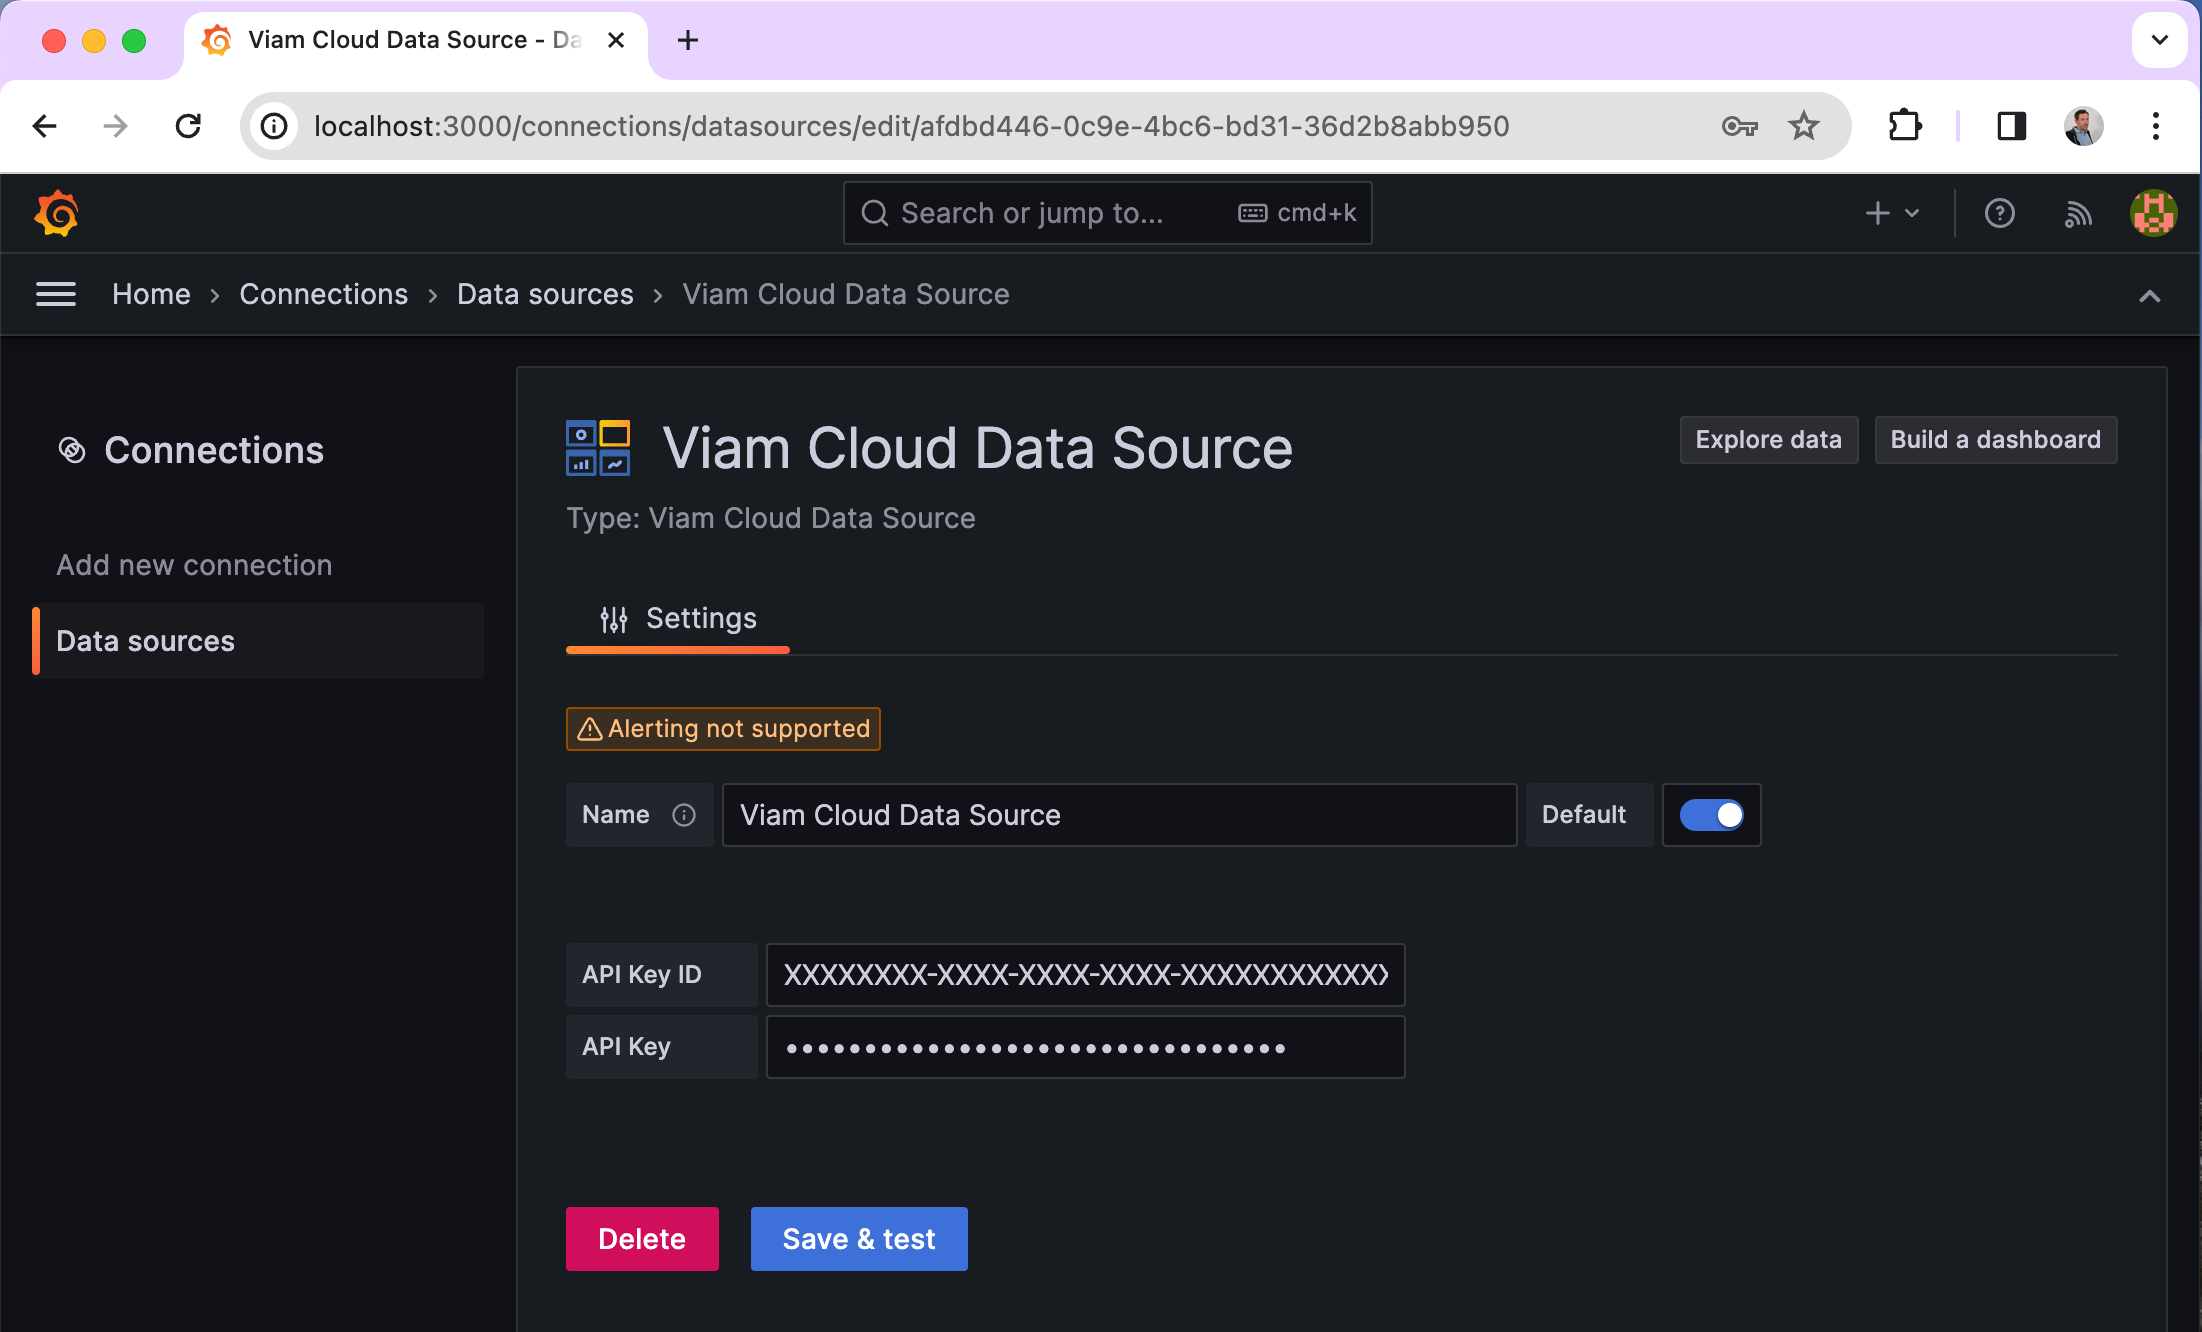 Viam Cloud Data Source - Da
localhost:3000/connections/datasources/edit/afdbd446-0c9e-4bc6-bd31-36d2b8abb950
Search or jump to... cmd+k
Home › Connections › Data sources › Viam Cloud Data Source
Connections
Add new connection
Data sources
Viam Cloud Data Source
Explore data
Build a dashboard
Type: Viam Cloud Data Source
Settings
Alerting not supported
Name
Viam Cloud Data Source
Default
API Key ID
XXXXXXXX-XXXX-XXXX-XXXX-XXXXXXXXXXXX
API Key
••••••••••••••••••••••••••••••••
Delete
Save & test